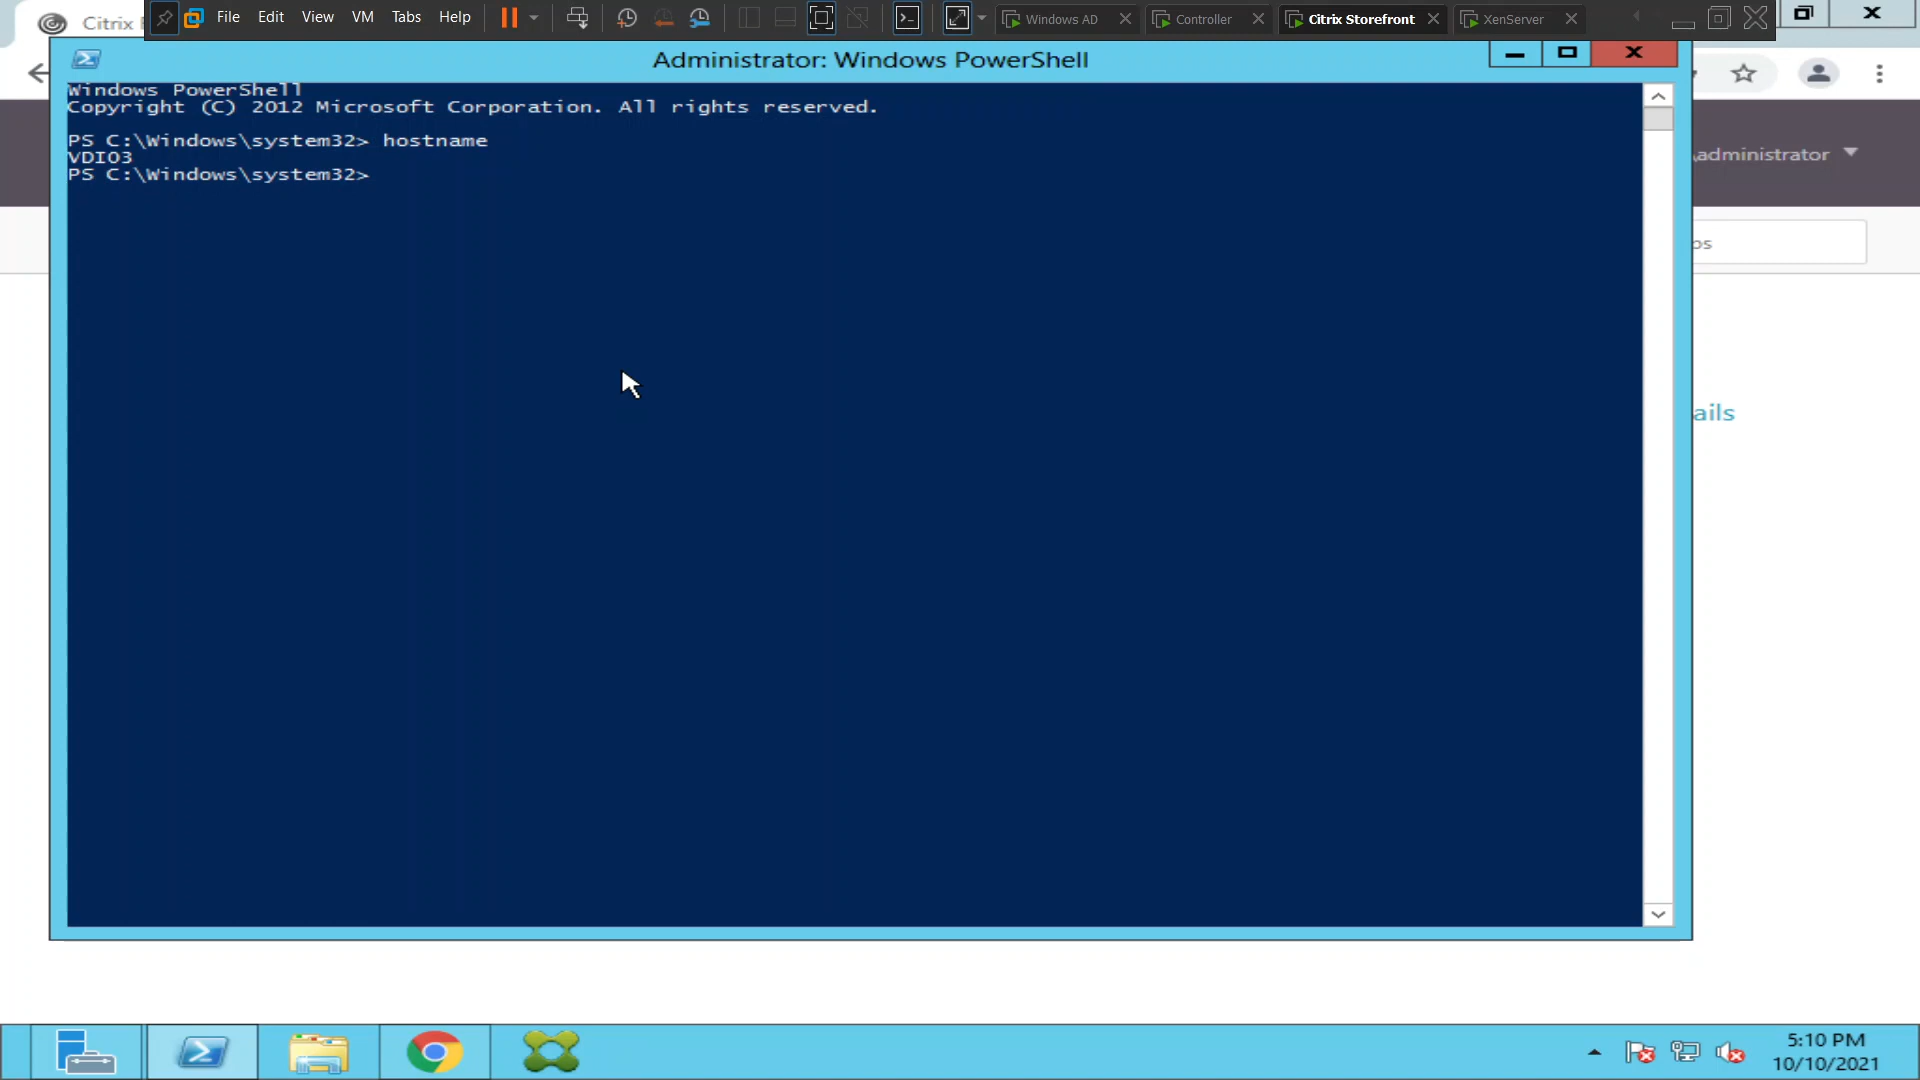 Citrix
File Edit View VM Tabs Help
Windows AD
Controller
Citrix Storefront
XenServer
Administrator: Windows PowerShell
Windows PowerShell
Copyright (C) 2012 Microsoft Corporation. All rights reserved.
PS C:\Windows\system32> hostname
VDI03
PS C:\Windows\system32>
\administrator
ps
ails
5:10 PM
10/10/2021